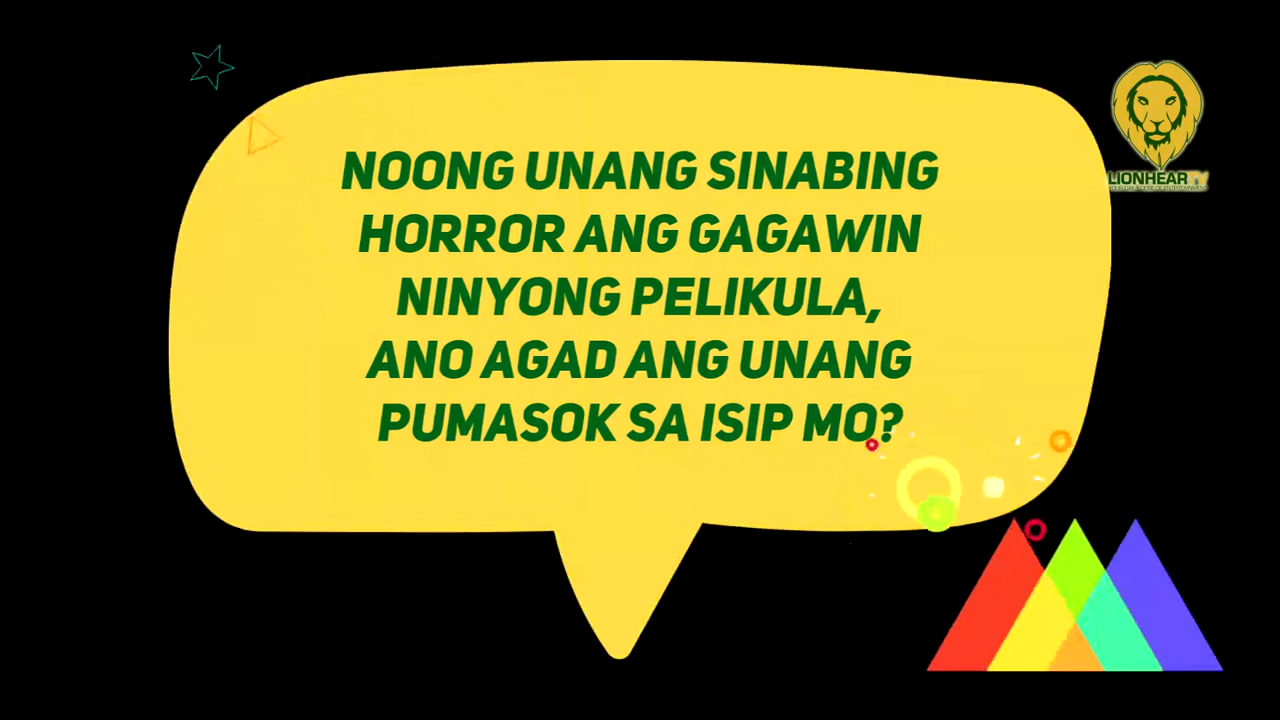 NOONG UNANG SINABING
HORROR ANG GAGAWIN
NINYONG PELIKULA,
ANO AGAD ANG UNANG
PUMASOK SA ISIP MO?
LIONHEARTV